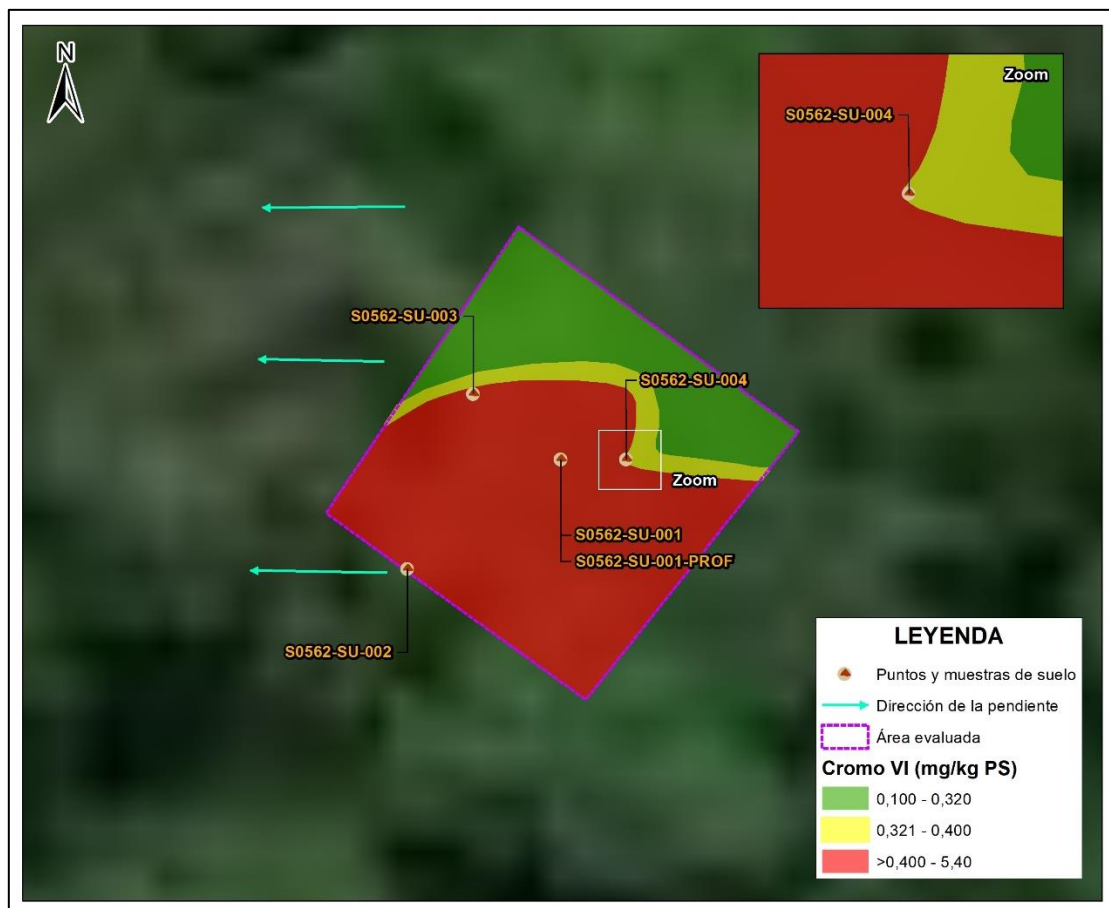 N
Zoom
S0562-SU-004
S0562-SU-003
S0562-SU-004
Zoom
S0562-SU-001
S0562-SU-001-PROF
S0562-SU-002
LEYENDA
Puntos y muestras de suelo
Dirección de la pendiente
Área evaluada
Cromo VI (mg/kg PS)
0,100 - 0,320
0,321 - 0,400
>0,400 - 5,40